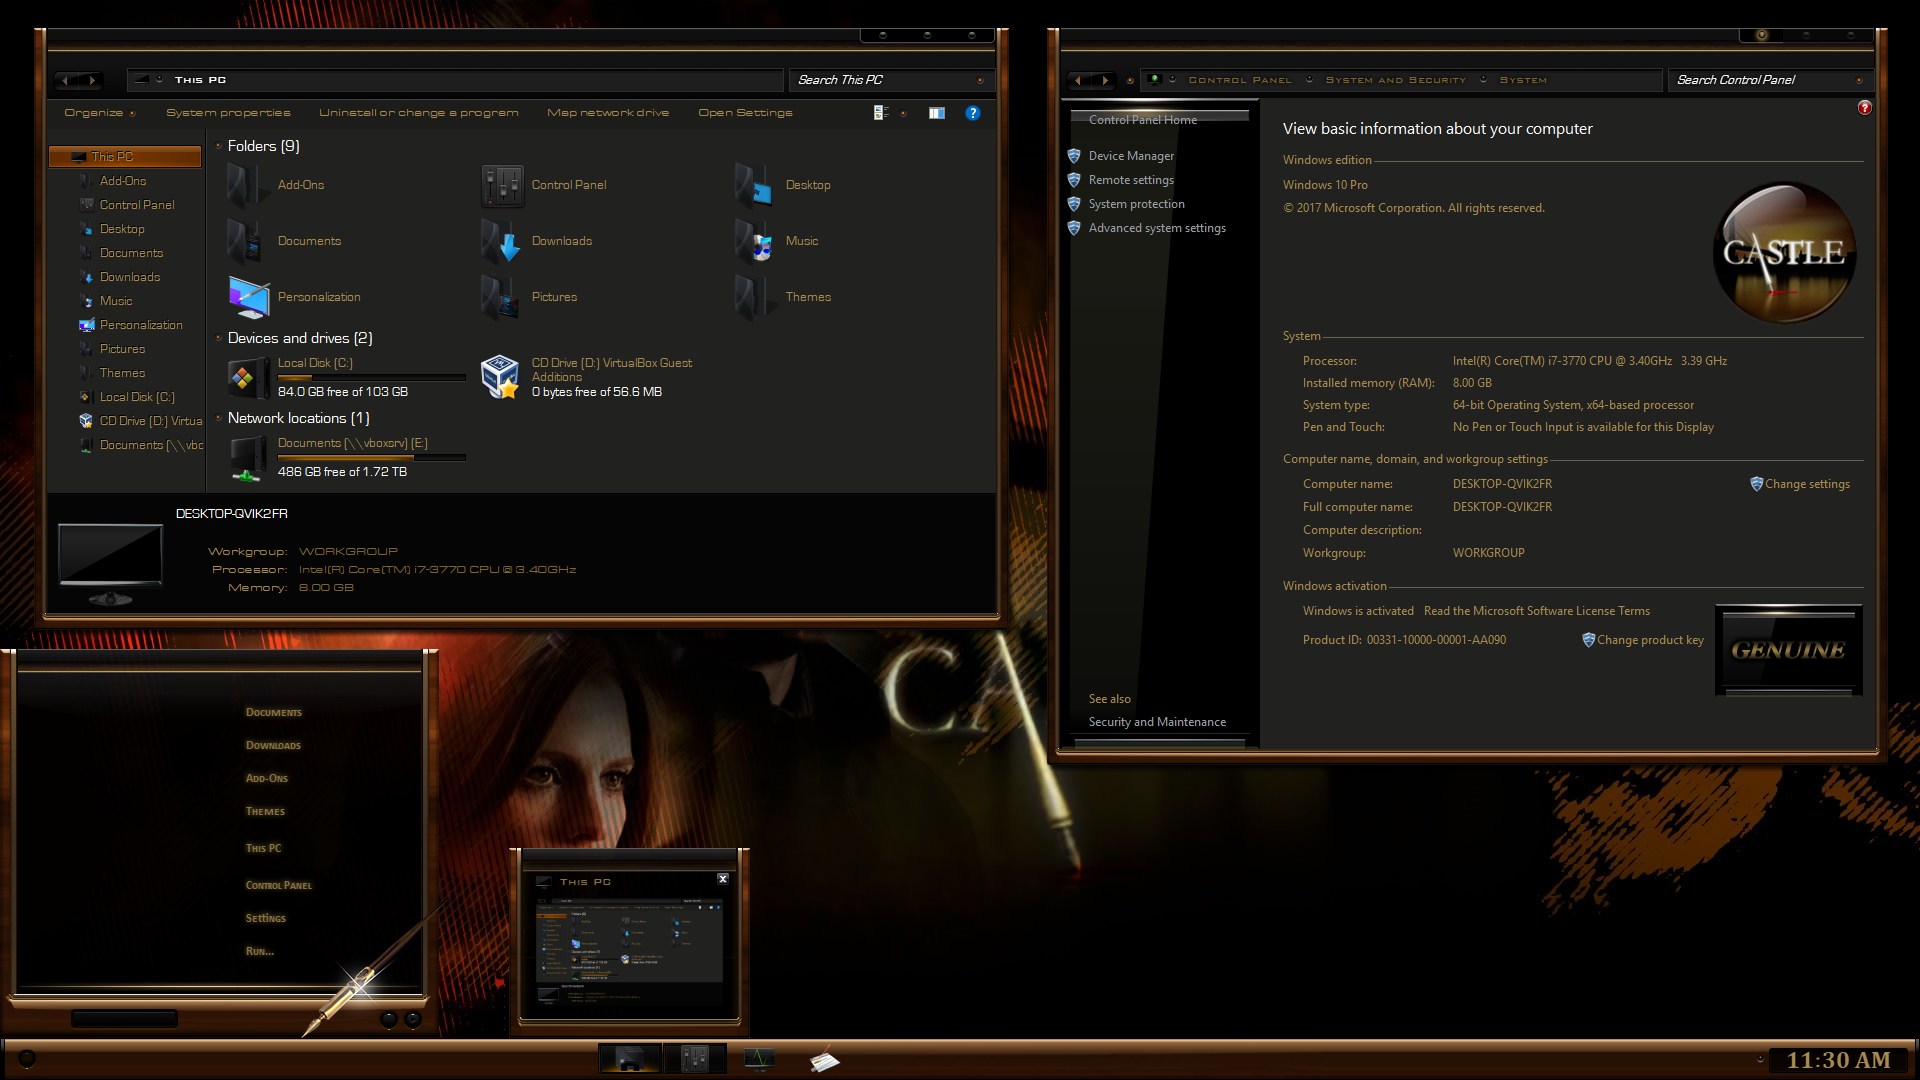 This PC
Search This PC
Organize
System properties
Uninstall or change a program
Map network drive
Open Settings
This PC
Add-Ons
Control Panel
Desktop
Documents
Downloads
Music
Personalization
Pictures
Themes
Local Disk (C:)
CD Drive (D:) Virtua
Documents (\\vbo
Folders (9)
Add-Ons
Control Panel
Desktop
Documents
Downloads
Music
Personalization
Pictures
Themes
Devices and drives (2)
Local Disk (C:)
84.0 GB free of 103 GB
CD Drive (D:) VirtualBox Guest
Additions
0 bytes free of 56.6 MB
Network locations (1)
Documents (\\vboxsrv) (E:)
486 GB free of 1.72 TB
DESKTOP-QVIK2FR
Workgroup: WORKGROUP
Processor: Intel(R) Core(TM) i7-3770 CPU @ 3.40GHz
Memory: 8.00 GB
Control Panel
System and Security
System
Search Control Panel
Control Panel Home
Device Manager
Remote settings
System protection
Advanced system settings
See also
Security and Maintenance
View basic information about your computer
Windows edition
Windows 10 Pro
© 2017 Microsoft Corporation. All rights reserved.
CASTLE
System
Processor: Intel(R) Core(TM) i7-3770 CPU @ 3.40GHz 3.39 GHz
Installed memory (RAM): 8.00 GB
System type: 64-bit Operating System, x64-based processor
Pen and Touch: No Pen or Touch Input is available for this Display
Computer name, domain, and workgroup settings
Computer name: DESKTOP-QVIK2FR
Change settings
Full computer name: DESKTOP-QVIK2FR
Computer description:
Workgroup: WORKGROUP
Windows activation
Windows is activated Read the Microsoft Software License Terms
Product ID: 00331-10000-00001-AA090
Change product key
GENUINE
Documents
Downloads
Add-Ons
Themes
This PC
Control Panel
Settings
Run...
CA
This PC
11:30 AM